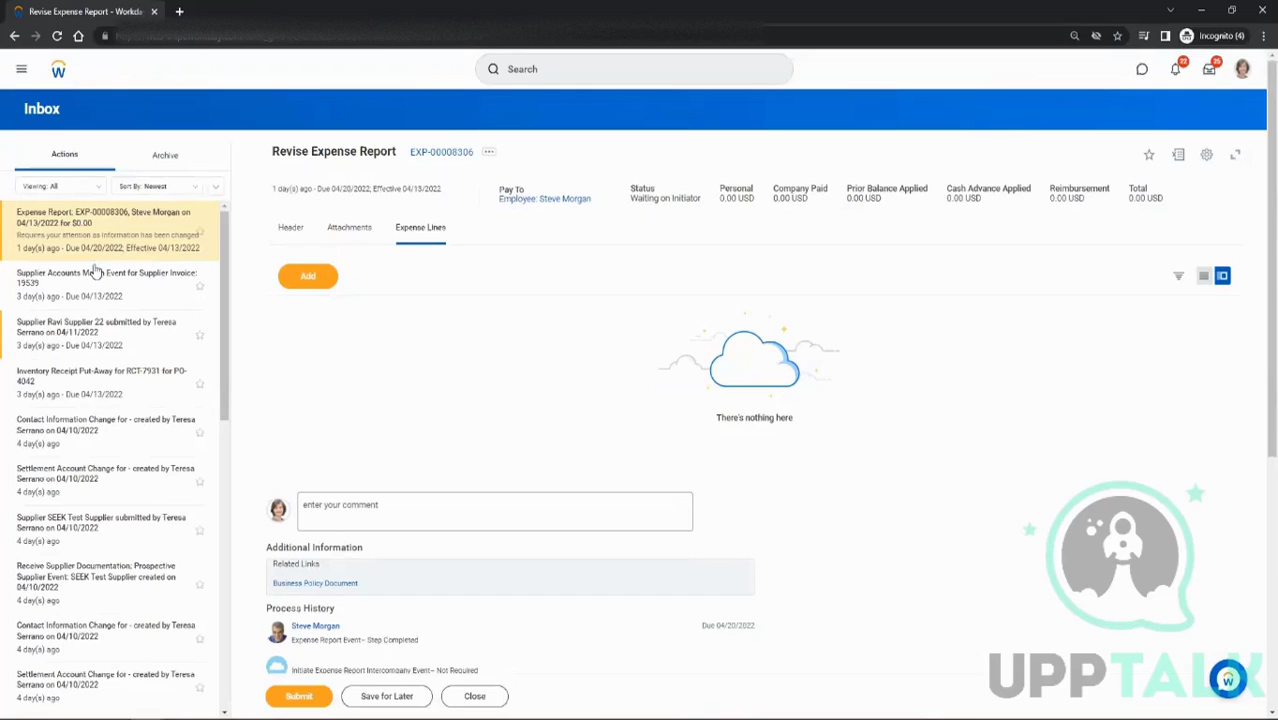 Revise Expense Report - Workda
Incognito (4)
Search
22
25
Inbox
Actions
Archive
Viewing: All
Sort By: Newest
Expense Report: EXP-00008306, Steve Morgan on
04/13/2022 for $0.00
Requires your attention as information has been changed
1 day(s) ago - Due 04/20/2022; Effective 04/13/2022
Supplier Accounts Match Event for Supplier Invoice:
19539
3 day(s) ago - Due 04/13/2022
Supplier Ravi Supplier 22 submitted by Teresa
Serrano on 04/11/2022
3 day(s) ago - Due 04/13/2022
Inventory Receipt Put-Away for RCT-7931 for PO-
4042
3 day(s) ago - Due 04/13/2022
Contact Information Change for - created by Teresa
Serrano on 04/10/2022
4 day(s) ago
Settlement Account Change for - created by Teresa
Serrano on 04/10/2022
4 day(s) ago
Supplier SEEK Test Supplier submitted by Teresa
Serrano on 04/10/2022
4 day(s) ago
Receive Supplier Documentation: Prospective
Supplier Event: SEEK Test Supplier created on
04/10/2022
4 day(s) ago
Contact Information Change for - created by Teresa
Serrano on 04/10/2022
4 day(s) ago
Settlement Account Change for - created by Teresa
Serrano on 04/10/2022
4 day(s) ago
Revise Expense Report EXP-00008306
1 day(s) ago - Due 04/20/2022; Effective 04/13/2022
Pay To
Employee: Steve Morgan
Status
Waiting on Initiator
Personal
0.00 USD
Company Paid
0.00 USD
Prior Balance Applied
0.00 USD
Cash Advance Applied
0.00 USD
Reimbursement
0.00 USD
Total
0.00 USD
Header
Attachments
Expense Lines
Add
There's nothing here
enter your comment
Additional Information
Related Links
Business Policy Document
Process History
Steve Morgan
Due 04/20/2022
Expense Report Event– Step Completed
Initiate Expense Report Intercompany Event– Not Required
Submit
Save for Later
Close
UPPTALK